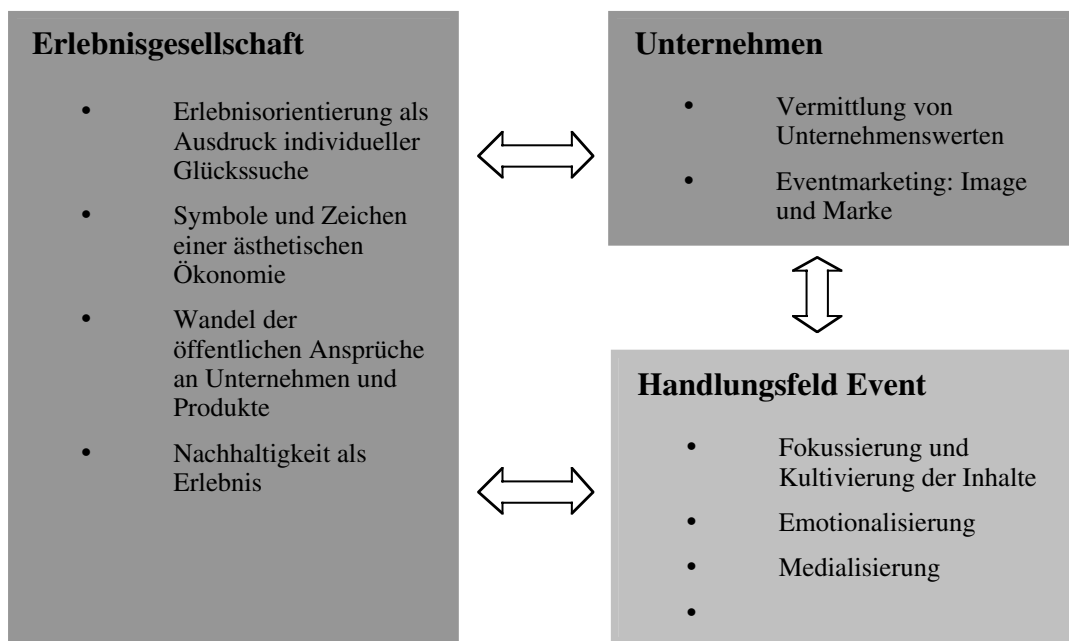 Erlebnisgesellschaft
• Erlebnisorientierung als
Ausdruck individueller
Glückssuche
• Symbole und Zeichen
einer ästhetischen
Ökonomie
• Wandel der
öffentlichen Ansprüche
an Unternehmen und
Produkte
• Nachhaltigkeit als
Erlebnis
Unternehmen
• Vermittlung von
Unternehmenswerten
• Eventmarketing: Image
und Marke
Handlungsfeld Event
• Fokussierung und
Kultivierung der Inhalte
• Emotionalisierung
• Medialisierung
•